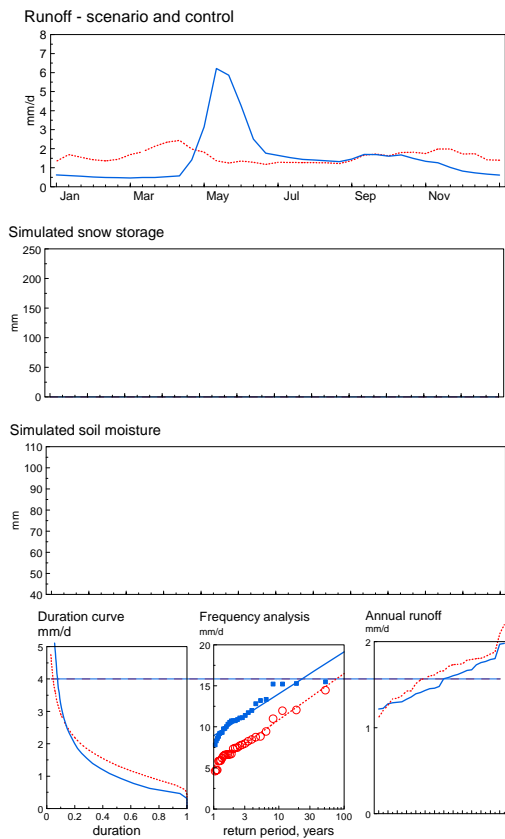 Runoff - scenario and control
8
7
6
5
4
3
2
1
0
mm/d
Jan Mar May Jul Sep Nov
Simulated snow storage
250
200
150
100
50
0
mm
Simulated soil moisture
110
100
90
80
70
60
50
40
mm
Duration curve
mm/d
5
4
3
2
1
0
0 0.2 0.4 0.6 0.8 1
duration
Frequency analysis
mm/d
20
15
10
5
0
1 3 10 30 100
return period, years
Annual runoff
mm/d
2
1
0